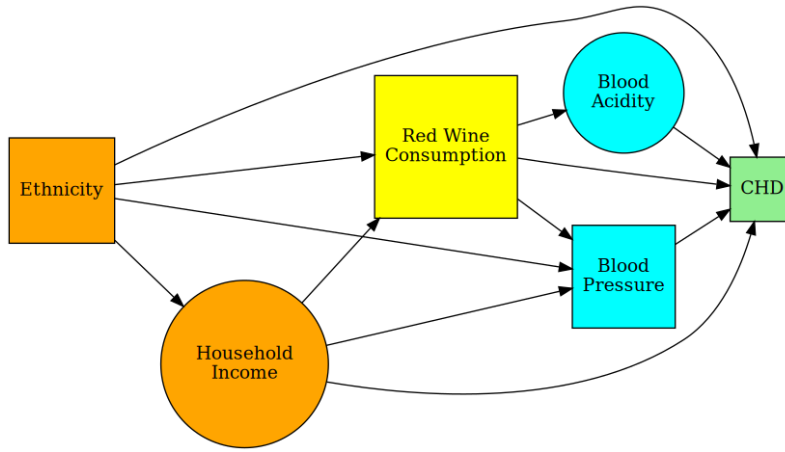 Ethnicity
Household
Income
Red Wine
Consumption
Blood
Acidity
Blood
Pressure
CHD